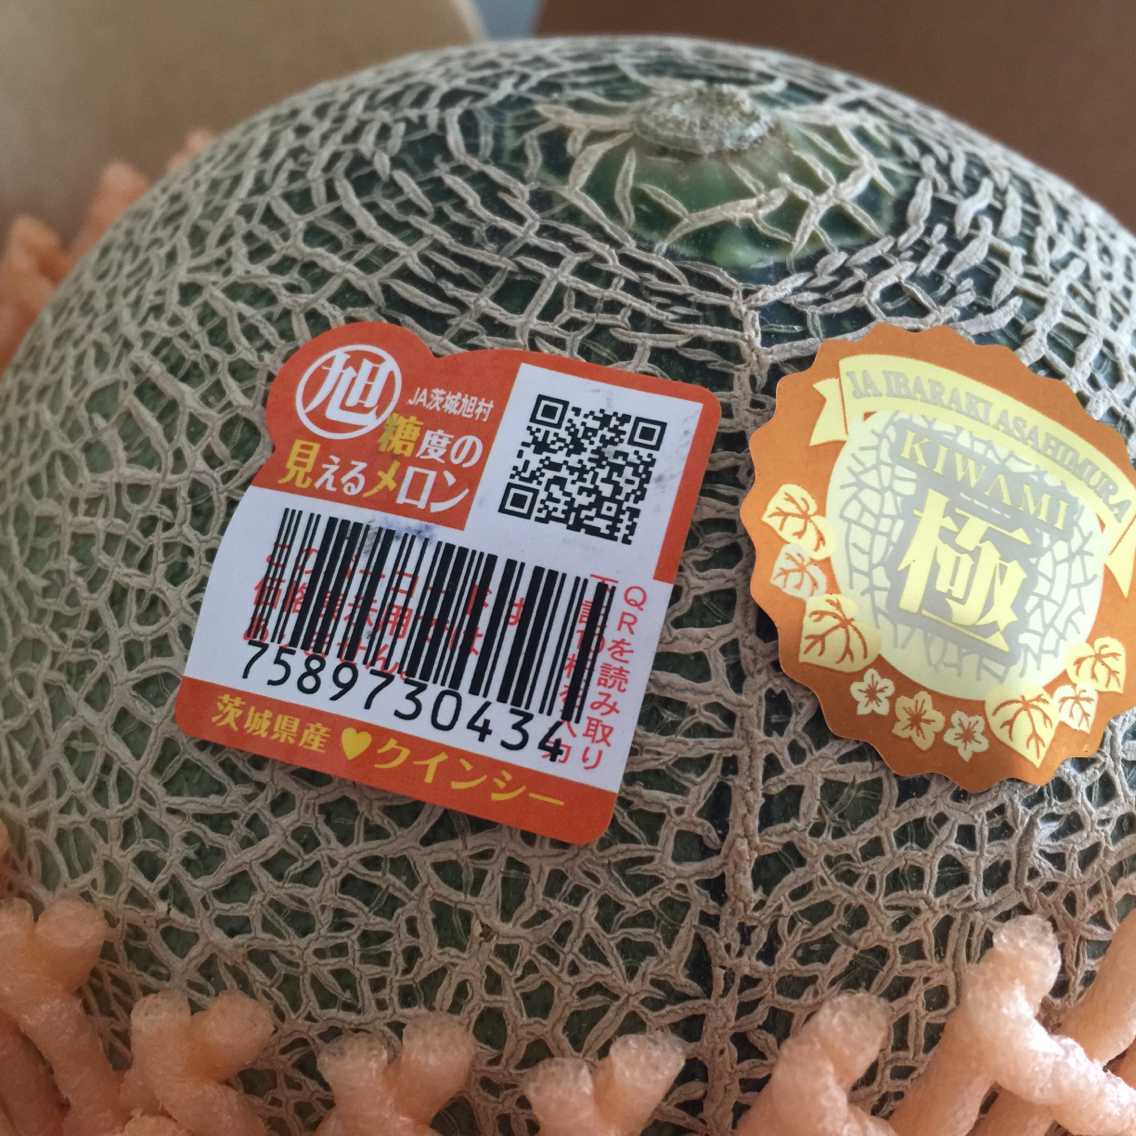 旭
JA茨城旭村
糖度の
見えるメロン
QRを読み取り
7589730434
茨城県産♥クインシー
JA IBARAKI ASAHIMURA
KIWAMI
極